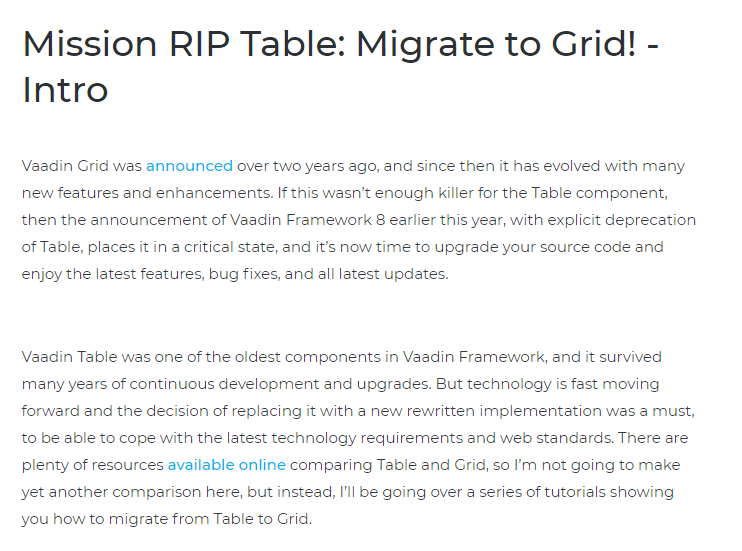 Mission RIP Table: Migrate to Grid! -
Intro
Vaadin Grid was announced over two years ago, and since then it has evolved with many
new features and enhancements. If this wasn’t enough killer for the Table component,
then the announcement of Vaadin Framework 8 earlier this year, with explicit deprecation
of Table, places it in a critical state, and it’s now time to upgrade your source code and
enjoy the latest features, bug fixes, and all latest updates.
Vaadin Table was one of the oldest components in Vaadin Framework, and it survived
many years of continuous development and upgrades. But technology is fast moving
forward and the decision of replacing it with a new rewritten implementation was a must,
to be able to cope with the latest technology requirements and web standards. There are
plenty of resources available online comparing Table and Grid, so I’m not going to make
yet another comparison here, but instead, I’ll be going over a series of tutorials showing
you how to migrate from Table to Grid.